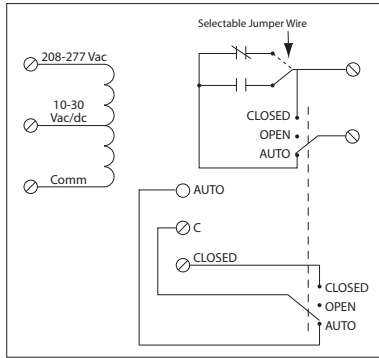 Selectable Jumper Wire
208-277 Vac
10-30
Vac/dc
Comm
CLOSED
OPEN
AUTO
AUTO
C
CLOSED
CLOSED
OPEN
AUTO